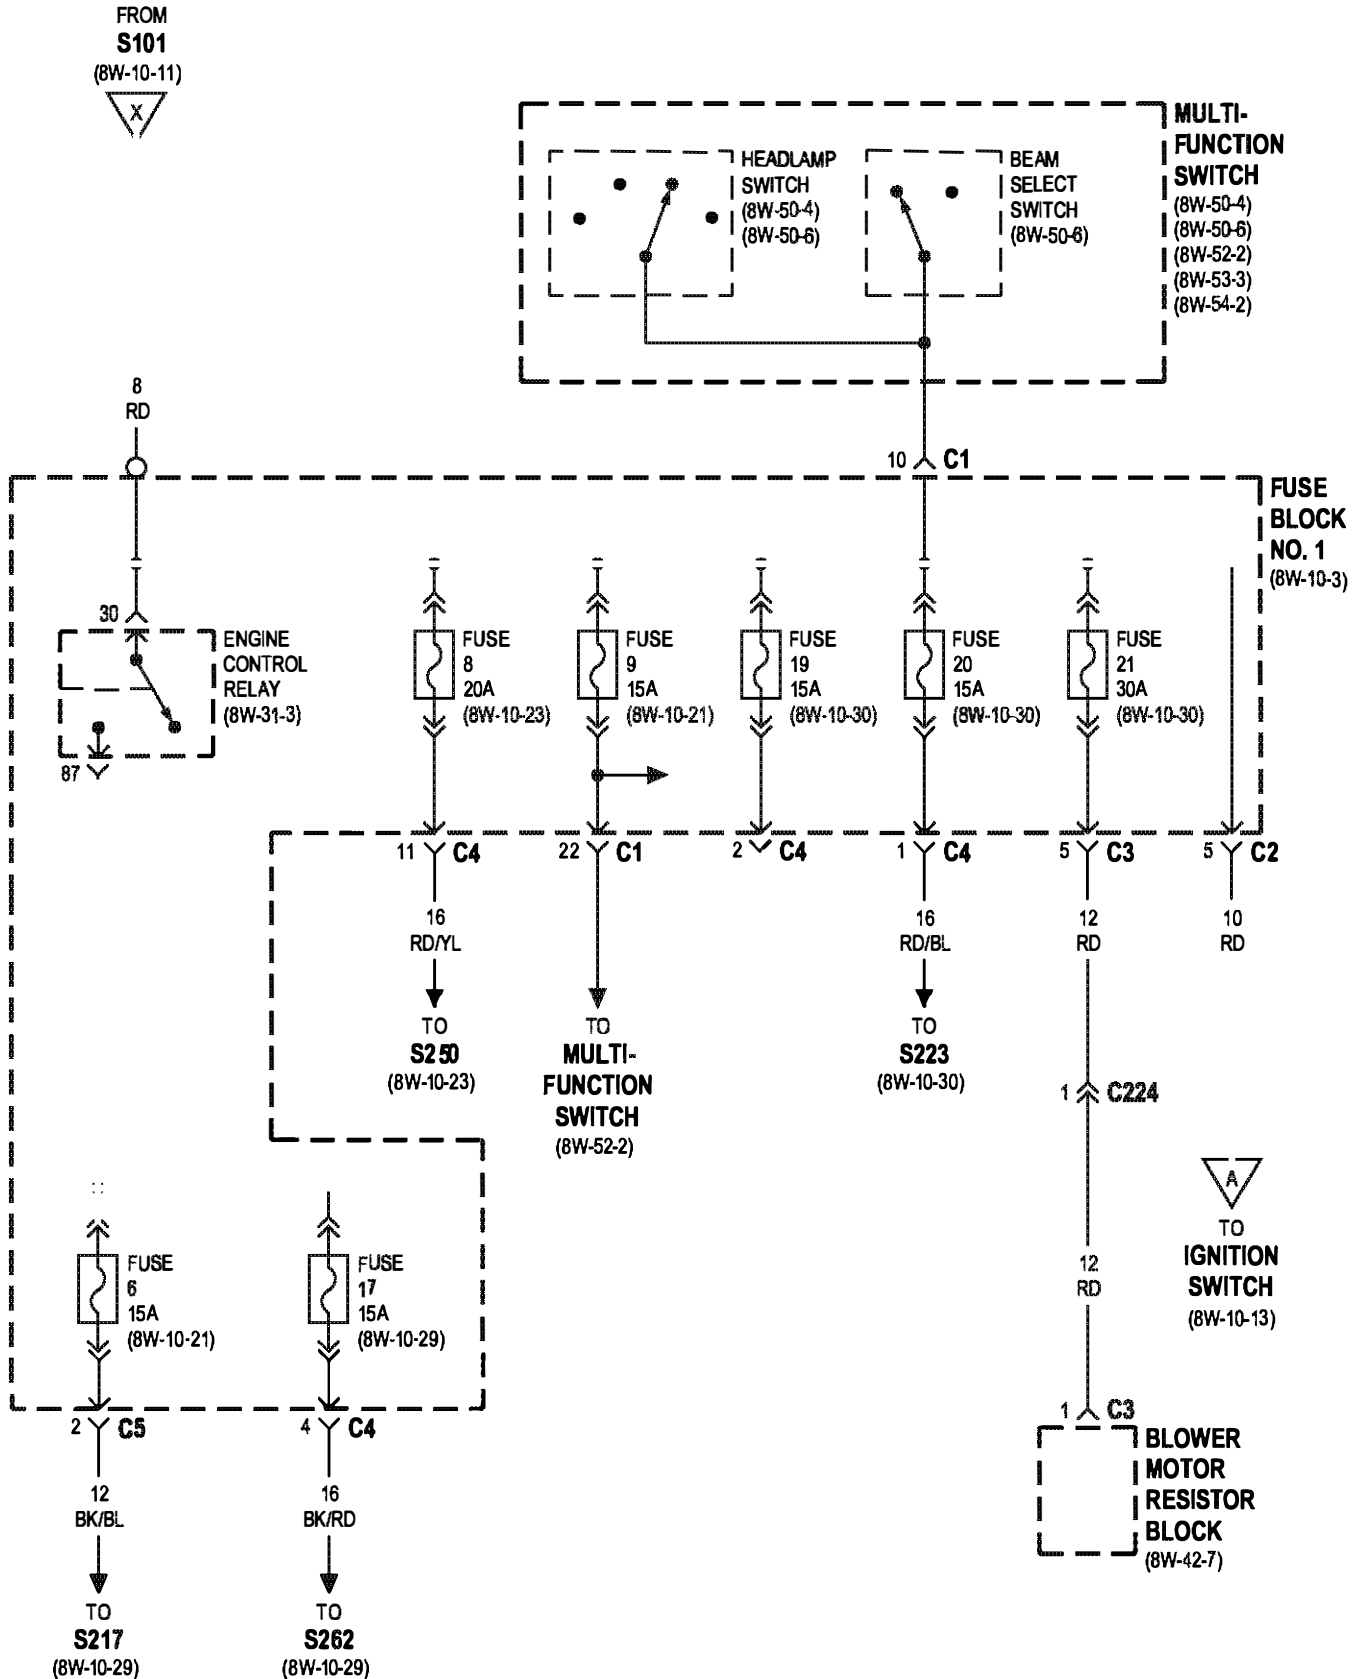 FROM
S101
(8W-10-11)
X
MULTI-
FUNCTION
SWITCH
(8W-50-4)
(8W-50-6)
(8W-52-2)
(8W-53-3)
(8W-54-2)
HEADLAMP
SWITCH
(8W-50-4)
(8W-50-6)
BEAM
SELECT
SWITCH
(8W-50-6)
8
RD
10 C1
FUSE
BLOCK
NO. 1
(8W-10-3)
30
ENGINE
CONTROL
RELAY
(8W-31-3)
87
FUSE
8
20A
(8W-10-23)
FUSE
9
15A
(8W-10-21)
FUSE
19
15A
(8W-10-30)
FUSE
20
15A
(8W-10-30)
FUSE
21
30A
(8W-10-30)
11 C4
22 C1
2 C4
1 C4
5 C3
5 C2
16
RD/YL
16
RD/BL
12
RD
10
RD
TO
S250
(8W-10-23)
TO
MULTI-
FUNCTION
SWITCH
(8W-52-2)
TO
S223
(8W-10-30)
1 C224
A
TO
IGNITION
SWITCH
(8W-10-13)
12
RD
FUSE
6
15A
(8W-10-21)
FUSE
17
15A
(8W-10-29)
2 C5
4 C4
1 C3
BLOWER
MOTOR
RESISTOR
BLOCK
(8W-42-7)
12
BK/BL
16
BK/RD
TO
S217
(8W-10-29)
TO
S262
(8W-10-29)